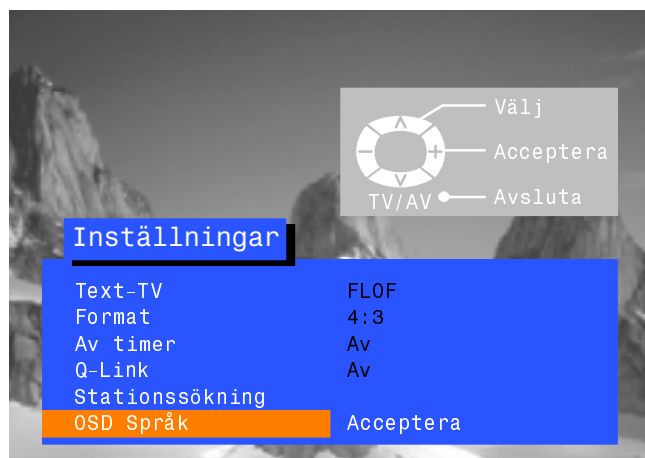 Välj
Acceptera
TV/AV Avsluta
Inställningar
Text-TV FLOF
Format 4:3
Av timer Av
Q-Link Av
Stationssökning
OSD Språk Acceptera